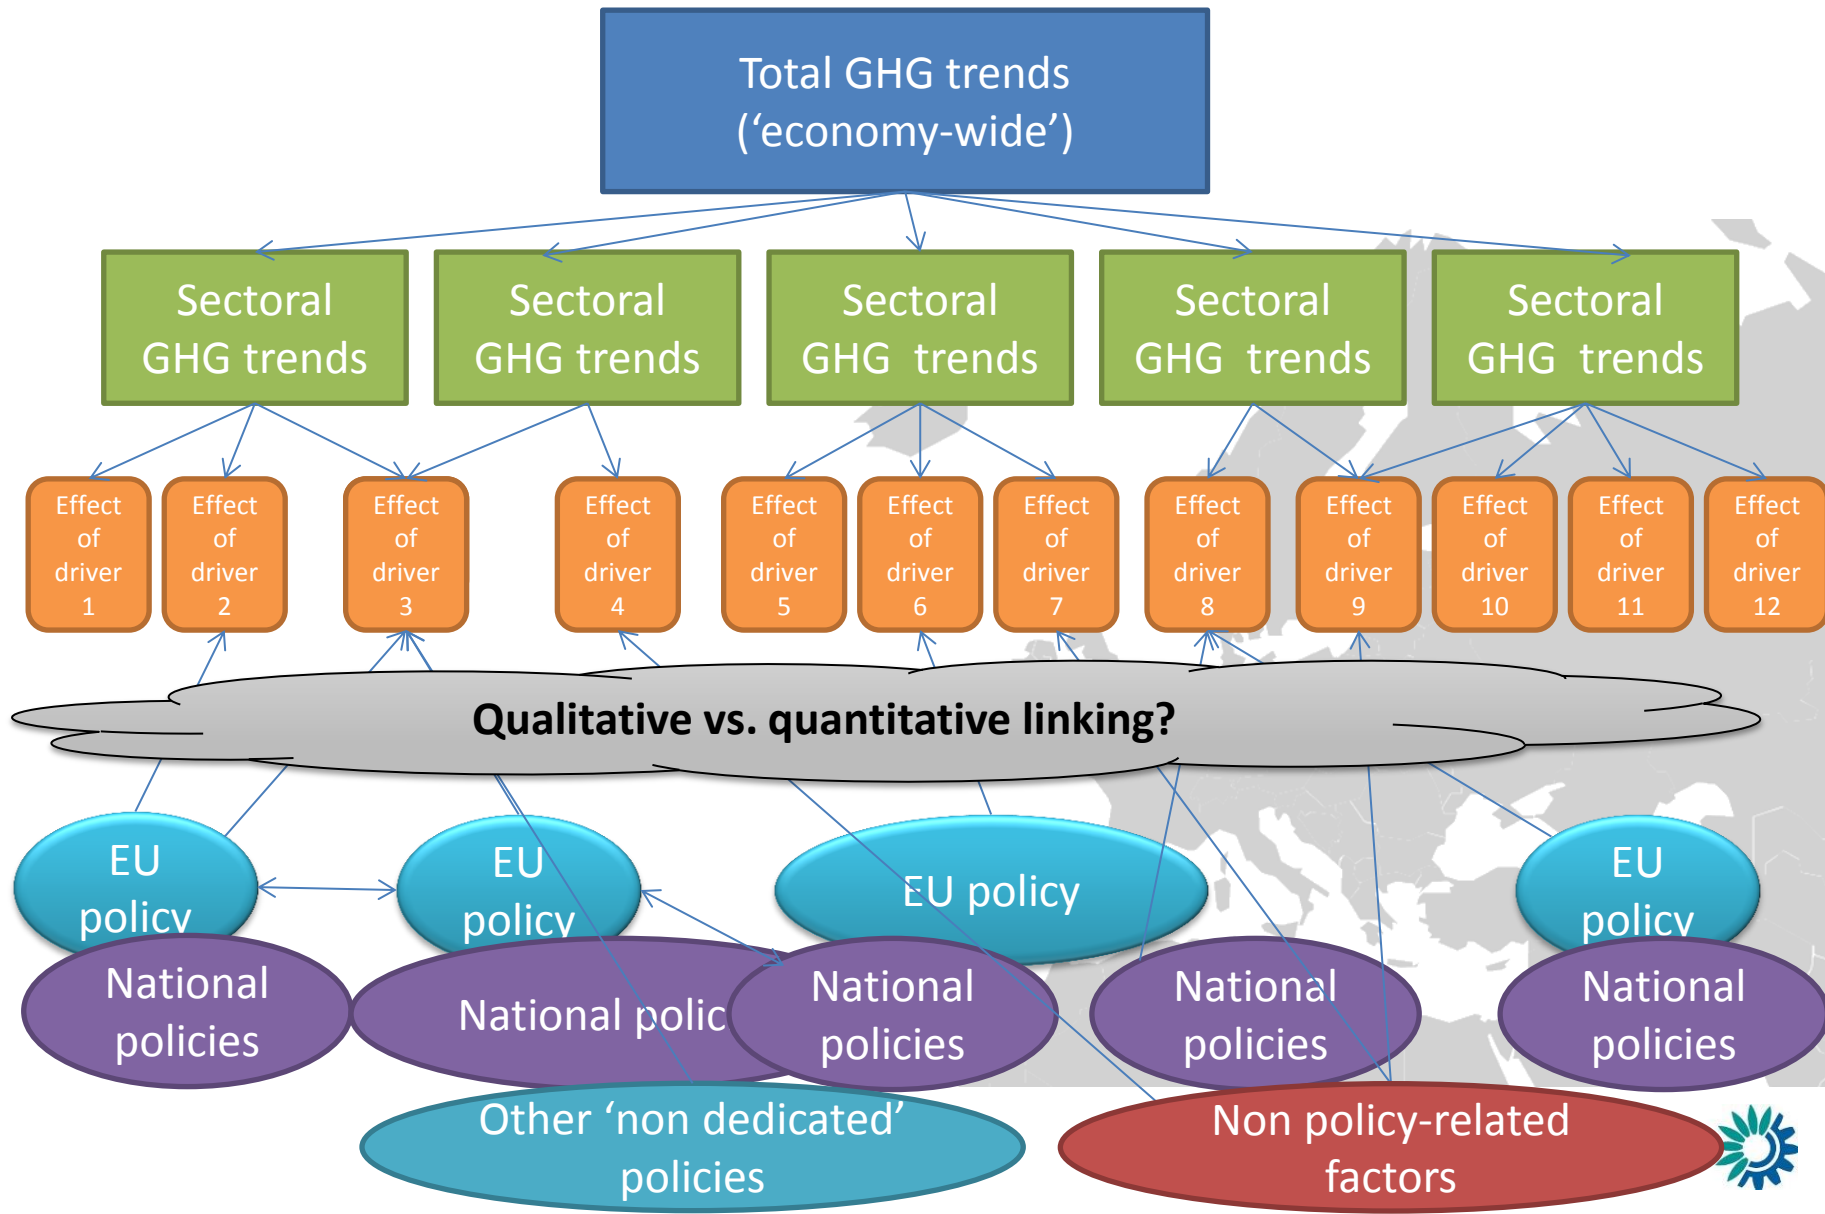 Total GHG trends
(‘economy-wide’)
Sectoral
GHG trends
Sectoral
GHG trends
Sectoral
GHG  trends
Sectoral
GHG  trends
Sectoral
GHG  trends
Effect
of
driver
1
Effect
of
driver
2
Effect
of
driver
3
Effect
of
driver
4
Effect
of
driver
5
Effect
of
driver
6
Effect
of
driver
7
Effect
of
driver
8
Effect
of
driver
9
Effect
of
driver
10
Effect
of
driver
11
Effect
of
driver
12
Qualitative vs. quantitative linking?
EU
policy
EU
policy
EU policy
EU
policy
National
policies
National polic
National
policies
National
policies
National
policies
Other ‘non dedicated’
policies
Non policy-related
factors